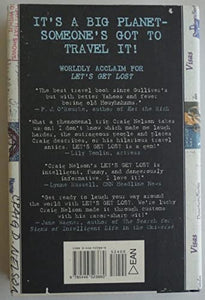 IT'S A BIG PLANET-
SOMEONE'S GOT TO
TRAVEL IT!
WORLDLY ACCLAIM FOR
LET'S GET LOST
"The best travel book since Gulliver's
but with better Yahoos and fewer
boring old Houyhnhnms."
- P. J. O'Rourke, author of Eat the Rich
"What a phenomenal trip Craig Nelson takes
us on! I don't know which made me laugh
harder, the outrageous people and places
Craig describes, or his hilarious travel
antics. LET'S GET LOST is a gem!"
- Lily Tomlin, actress
"Craig Nelson's LET'S GET LOST is
intelligent, funny, and dangerously
informative. I love it!"
- Lynne Russell, CNN Headline News
"Get ready to laugh your way around
the world with LET'S GET LOST! We're lucky
Craig Nelson made it through customs
with his razor-sharp wit!"
- Jane Wagner, author of The Search for
Signs of Intelligent Life in the Universe
EAN
Visas
Visas